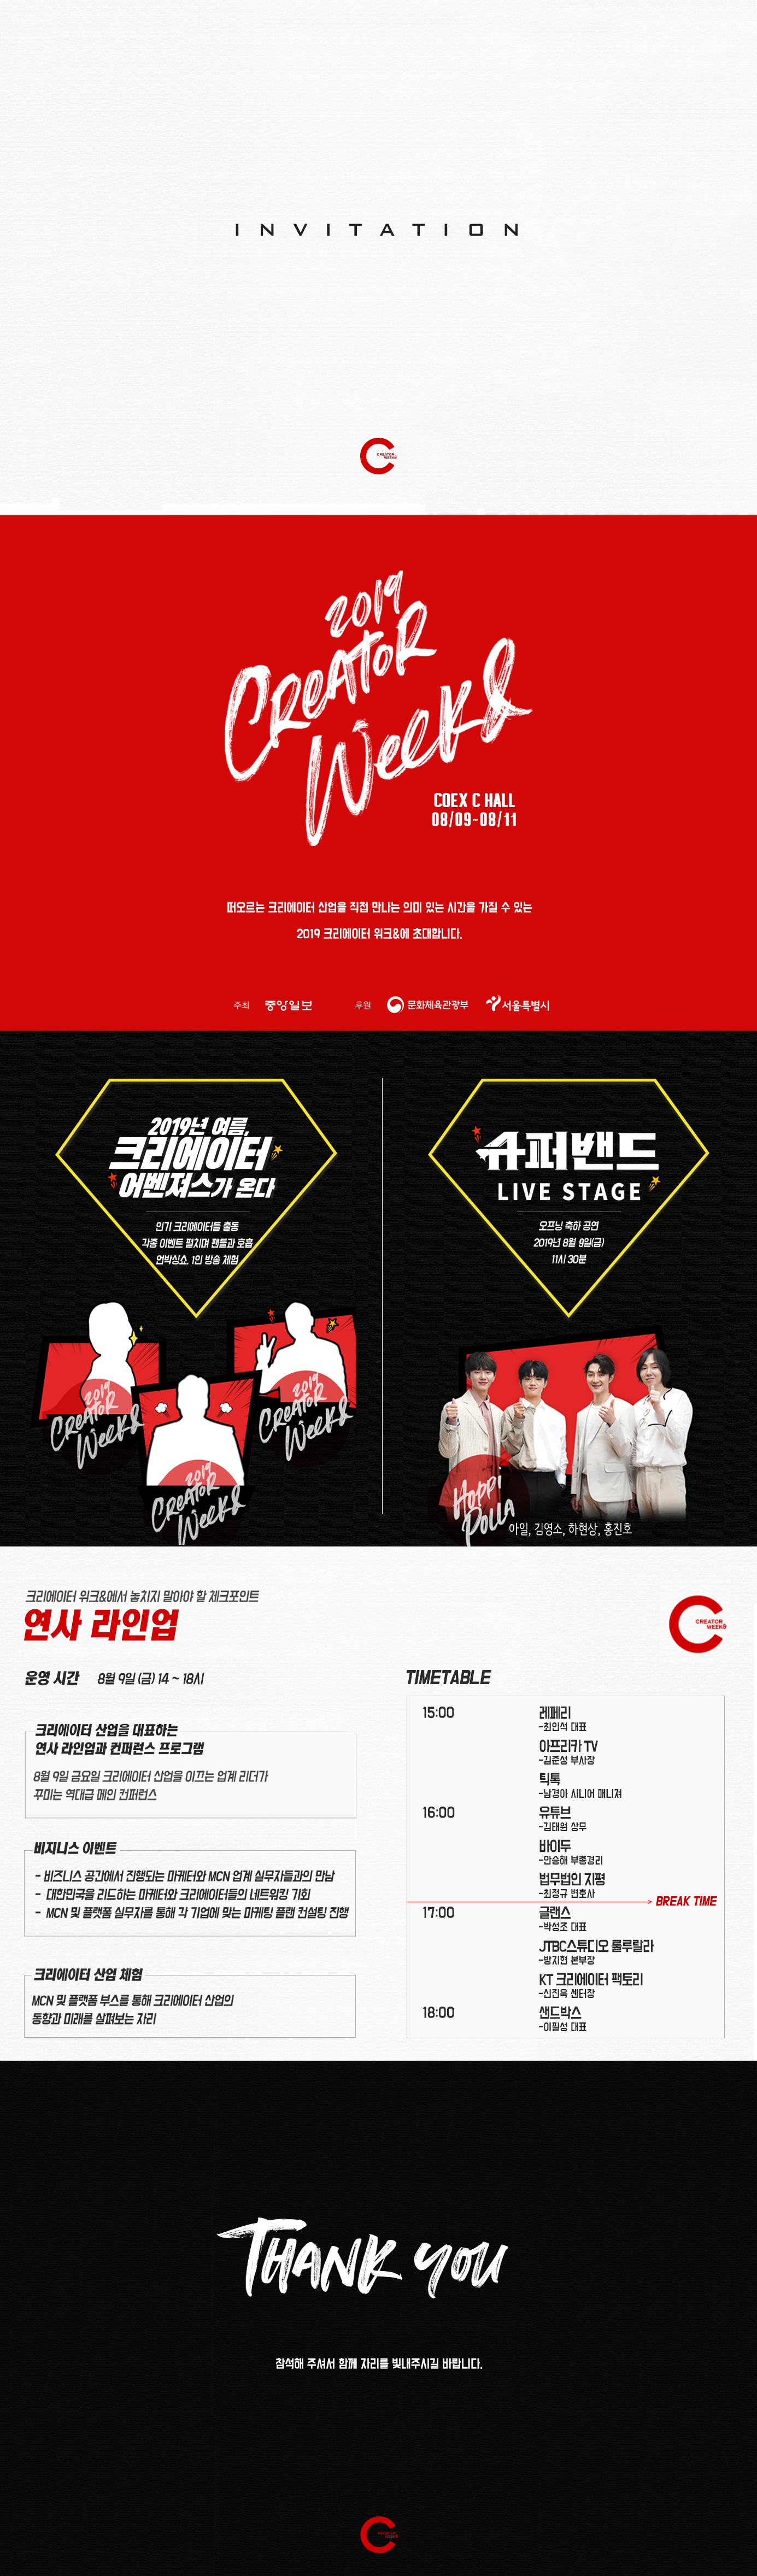 INVITATION
CREATOR
WEEK&
2019
CREATOR
WEEK&
COEX C HALL
08/09-08/11
떠오르는 크리에이터 산업을 직접 만나는 의미 있는 시간을 가질 수 있는
2019 크리에이터 위크&에 초대합니다.
주최 중앙일보 후원 문화체육관광부 서울특별시
2019년 여름,
크리에이터
어벤져스가 온다
인기 크리에이터들 출동
각종 이벤트 펼치며 팬들과 호흡
언박싱쇼, 1인 방송 체험
2019
CREATOR
WEEK&
2019
CREATOR
WEEK&
2019
CREATOR
WEEK&
슈퍼밴드
LIVE STAGE
오프닝 축하 공연
2019년 8월 9일(금)
11시 30분
HOPPI
POLLA
아일, 김영소, 하현상, 홍진호
크리에이터 위크&에서 놓치지 말아야 할 체크포인트
연사 라인업
CREATOR
WEEK&
운영 시간 8월 9일 (금) 14 ~ 18시
크리에이터 산업을 대표하는
연사 라인업과 컨퍼런스 프로그램
8월 9일 금요일 크리에이터 산업을 이끄는 업계 리더가
꾸미는 역대급 메인 컨퍼런스
비지니스 이벤트
- 비즈니스 공간에서 진행되는 마케터와 MCN 업계 실무자들과의 만남
- 대한민국을 리드하는 마케터와 크리에이터들의 네트워킹 기회
- MCN 및 플랫폼 실무자를 통해 각 기업에 맞는 마케팅 플랜 컨설팅 진행
크리에이터 산업 체험
MCN 및 플랫폼 부스를 통해 크리에이터 산업의
동향과 미래를 살펴보는 자리
TIMETABLE
15:00 레페리
-최인석 대표
아프리카 TV
-김준성 부사장
틱톡
-남경아 시니어 매니져
16:00 유튜브
-김태원 상무
바이두
-안승해 부총경리
법무법인 지평
-최정규 변호사
BREAK TIME
17:00 글랜스
-박성조 대표
JTBC스튜디오 룰루랄라
-방지현 본부장
KT 크리에이터 팩토리
-신진욱 센터장
18:00 샌드박스
-이필성 대표
THANK YOU
참석해 주셔서 함께 자리를 빛내주시길 바랍니다.
CREATOR
WEEK&